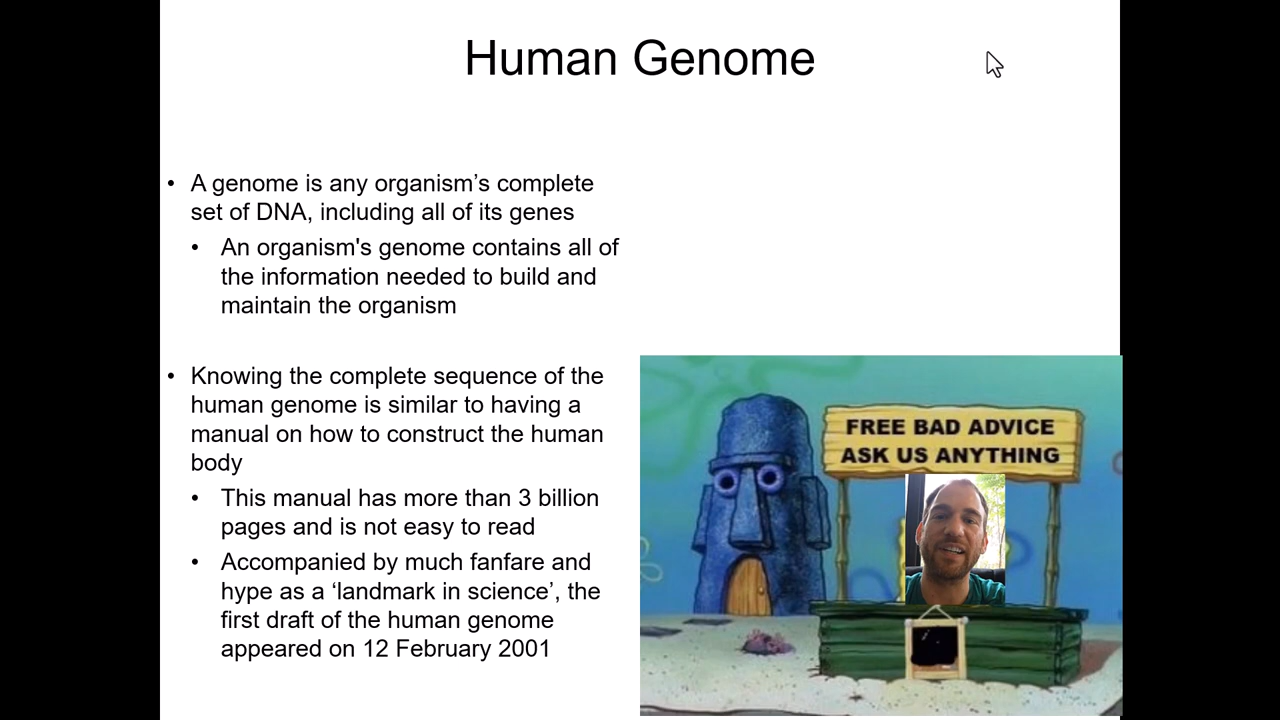 Human Genome
• A genome is any organism’s complete
set of DNA, including all of its genes
• An organism's genome contains all of
the information needed to build and
maintain the organism
• Knowing the complete sequence of the
human genome is similar to having a
manual on how to construct the human
body
• This manual has more than 3 billion
pages and is not easy to read
• Accompanied by much fanfare and
hype as a ‘landmark in science’, the
first draft of the human genome
appeared on 12 February 2001
FREE BAD ADVICE
ASK US ANYTHING